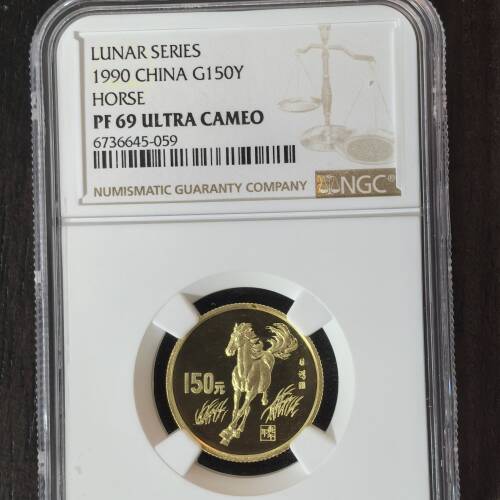 LUNAR SERIES
1990 CHINA G150Y
HORSE
PF 69 ULTRA CAMEO
6736645-059
NUMISMATIC GUARANTY COMPANY
NGC®
150元